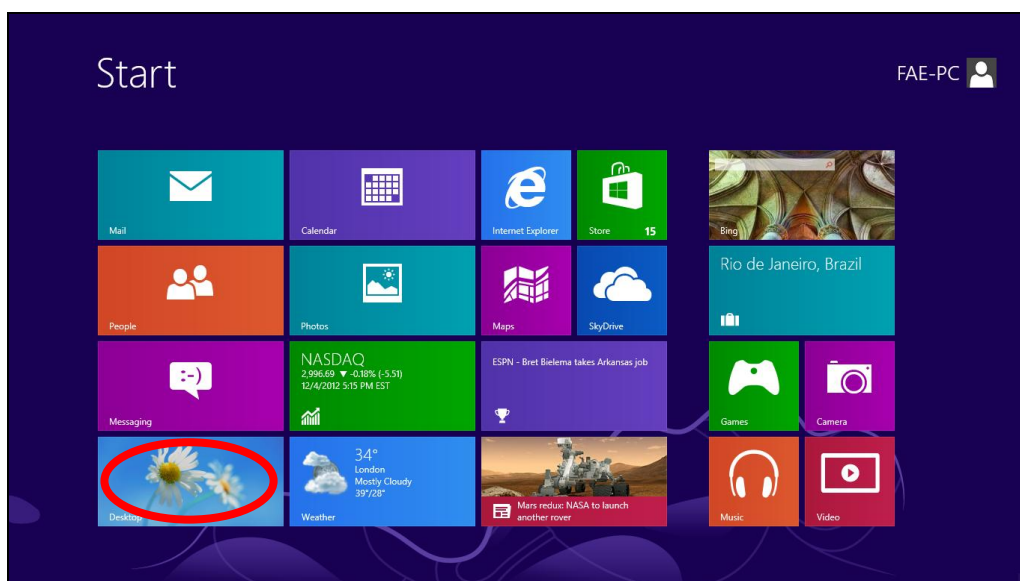 Start
FAE-PC
Mail
Calendar
Internet Explorer
Store 15
Bing
People
Photos
Maps
SkyDrive
Rio de Janeiro, Brazil
Messaging
NASDAQ
2,996.69 ▼ -0.18% (-5.51)
12/4/2012 5:15 PM EST
ESPN - Bret Bielema takes Arkansas job
Games
Camera
Desktop
34°
London
Mostly Cloudy
39°/28°
Weather
Mars redux: NASA to launch
another rover
Music
Video